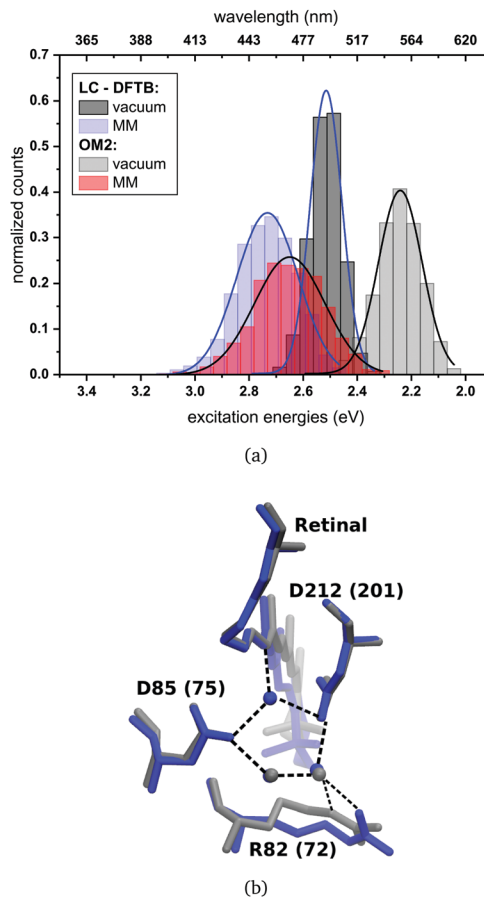 wavelength (nm)
365 388 413 443 477 517 564 620
0.7
0.6
0.5
0.4
0.3
0.2
0.1
0.0
normalized counts
LC - DFTB:
vacuum
MM
OM2:
vacuum
MM
3.4 3.2 3.0 2.8 2.6 2.4 2.2 2.0
excitation energies (eV)
(a)
Retinal
D212 (201)
D85 (75)
R82 (72)
(b)